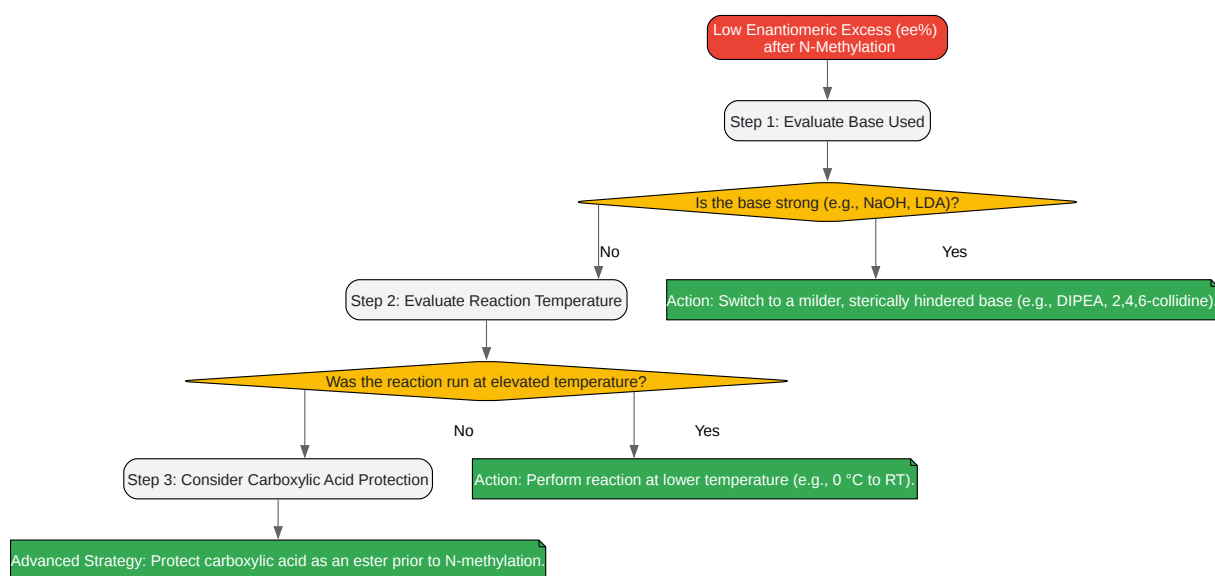 Low Enantiomeric Excess (ee%)
after N-Methylation
Step 1: Evaluate Base Used
Is the base strong (e.g., NaOH, LDA)?
No
Yes
Step 2: Evaluate Reaction Temperature
Action: Switch to a milder, sterically hindered base (e.g., DIPEA, 2,4,6-collidine).
Was the reaction run at elevated temperature?
No
Yes
Step 3: Consider Carboxylic Acid Protection
Action: Perform reaction at lower temperature (e.g., 0 °C to RT).
Advanced Strategy: Protect carboxylic acid as an ester prior to N-methylation.